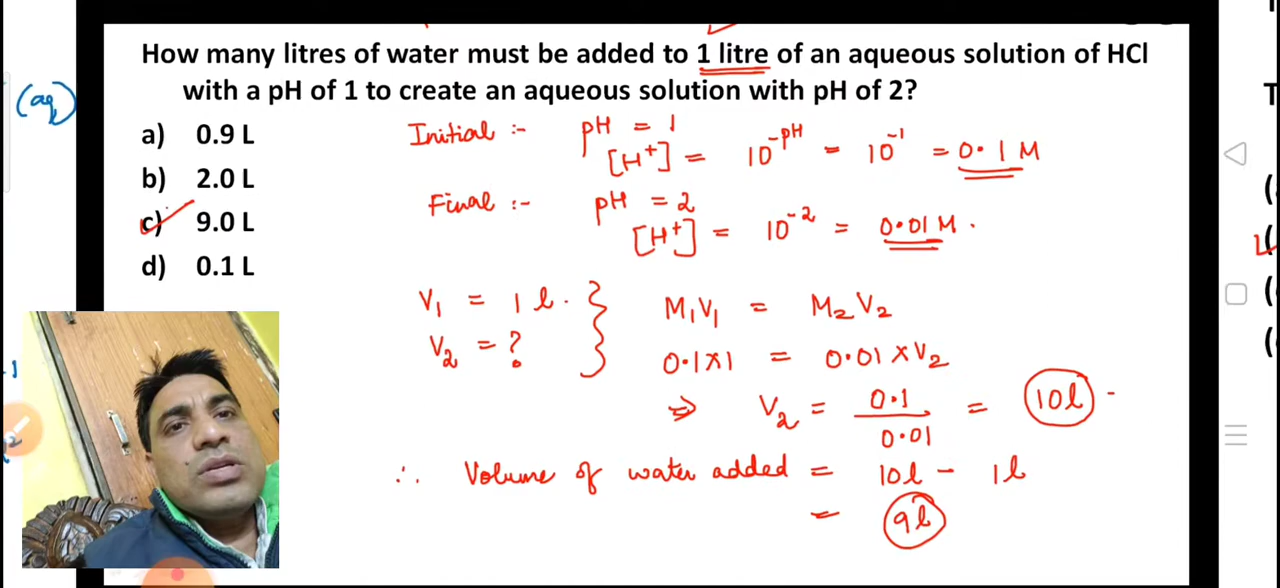 How many litres of water must be added to 1 litre of an aqueous solution of HCl
with a pH of 1 to create an aqueous solution with pH of 2?
(aq)
a) 0.9 L
b) 2.0 L
c) 9.0 L
d) 0.1 L
Initial :- pH = 1
[H⁺] = 10⁻ᵖᴴ = 10⁻¹ = 0.1 M
Final :- pH = 2
[H⁺] = 10⁻² = 0.01 M.
V₁ = 1 l.
V₂ = ?
M₁V₁ = M₂V₂
0.1 x 1 = 0.01 x V₂
⇒ V₂ = 0.1 / 0.01 = 10l
∴ Volume of water added = 10l - 1l
= 9l